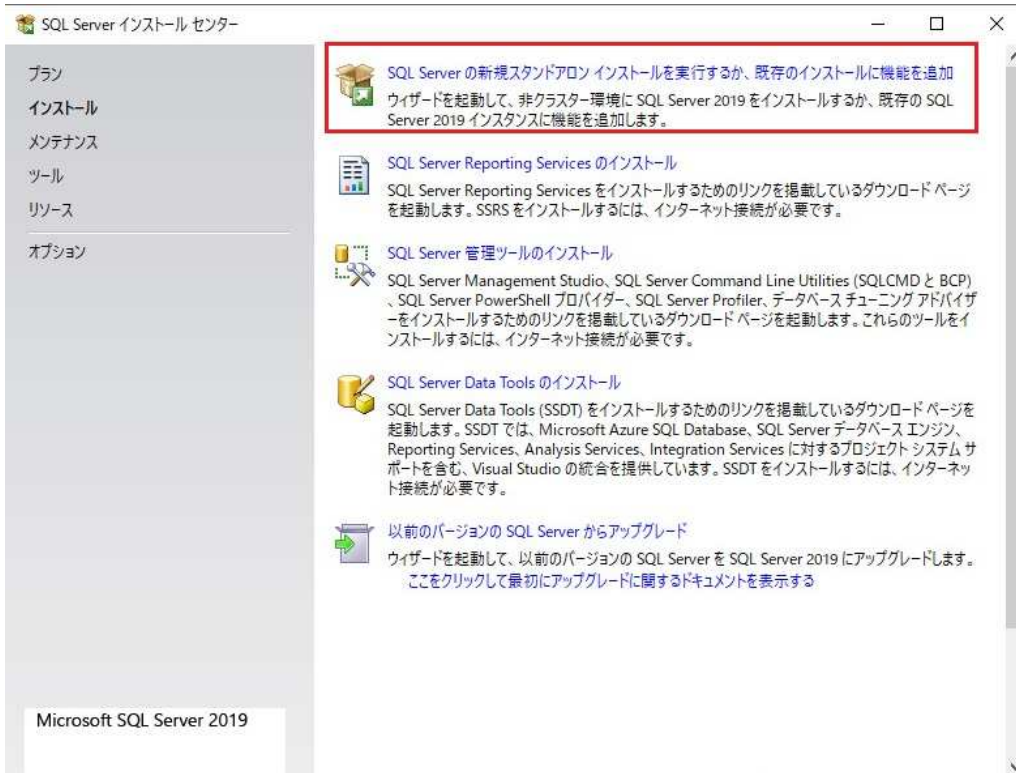 SQL Server インストール センター
プラン
インストール
メンテナンス
ツール
リソース
オプション
SQL Server の新規スタンドアロン インストールを実行するか、既存のインストールに機能を追加
ウィザードを起動して、非クラスター環境に SQL Server 2019 をインストールするか、既存の SQL
Server 2019 インスタンスに機能を追加します。
SQL Server Reporting Services のインストール
SQL Server Reporting Services をインストールするためのリンクを掲載しているダウンロード ページ
を起動します。SSRS をインストールするには、インターネット接続が必要です。
SQL Server 管理ツールのインストール
SQL Server Management Studio、SQL Server Command Line Utilities (SQLCMD と BCP)
、SQL Server PowerShell プロバイダー、SQL Server Profiler、データベース チューニング アドバイザ
ーをインストールするためのリンクを掲載しているダウンロード ページを起動します。これらのツールをイ
ンストールするには、インターネット接続が必要です。
SQL Server Data Tools のインストール
SQL Server Data Tools (SSDT) をインストールするためのリンクを掲載しているダウンロード ページを
起動します。SSDT では、Microsoft Azure SQL Database、SQL Server データベース エンジン、
Reporting Services、Analysis Services、Integration Services に対するプロジェクト システム サ
ポートを含む、Visual Studio の統合を提供しています。SSDT をインストールするには、インターネッ
ト接続が必要です。
以前のバージョンの SQL Server からアップグレード
ウィザードを起動して、以前のバージョンの SQL Server を SQL Server 2019 にアップグレードします。
ここをクリックして最初にアップグレードに関するドキュメントを表示する
Microsoft SQL Server 2019